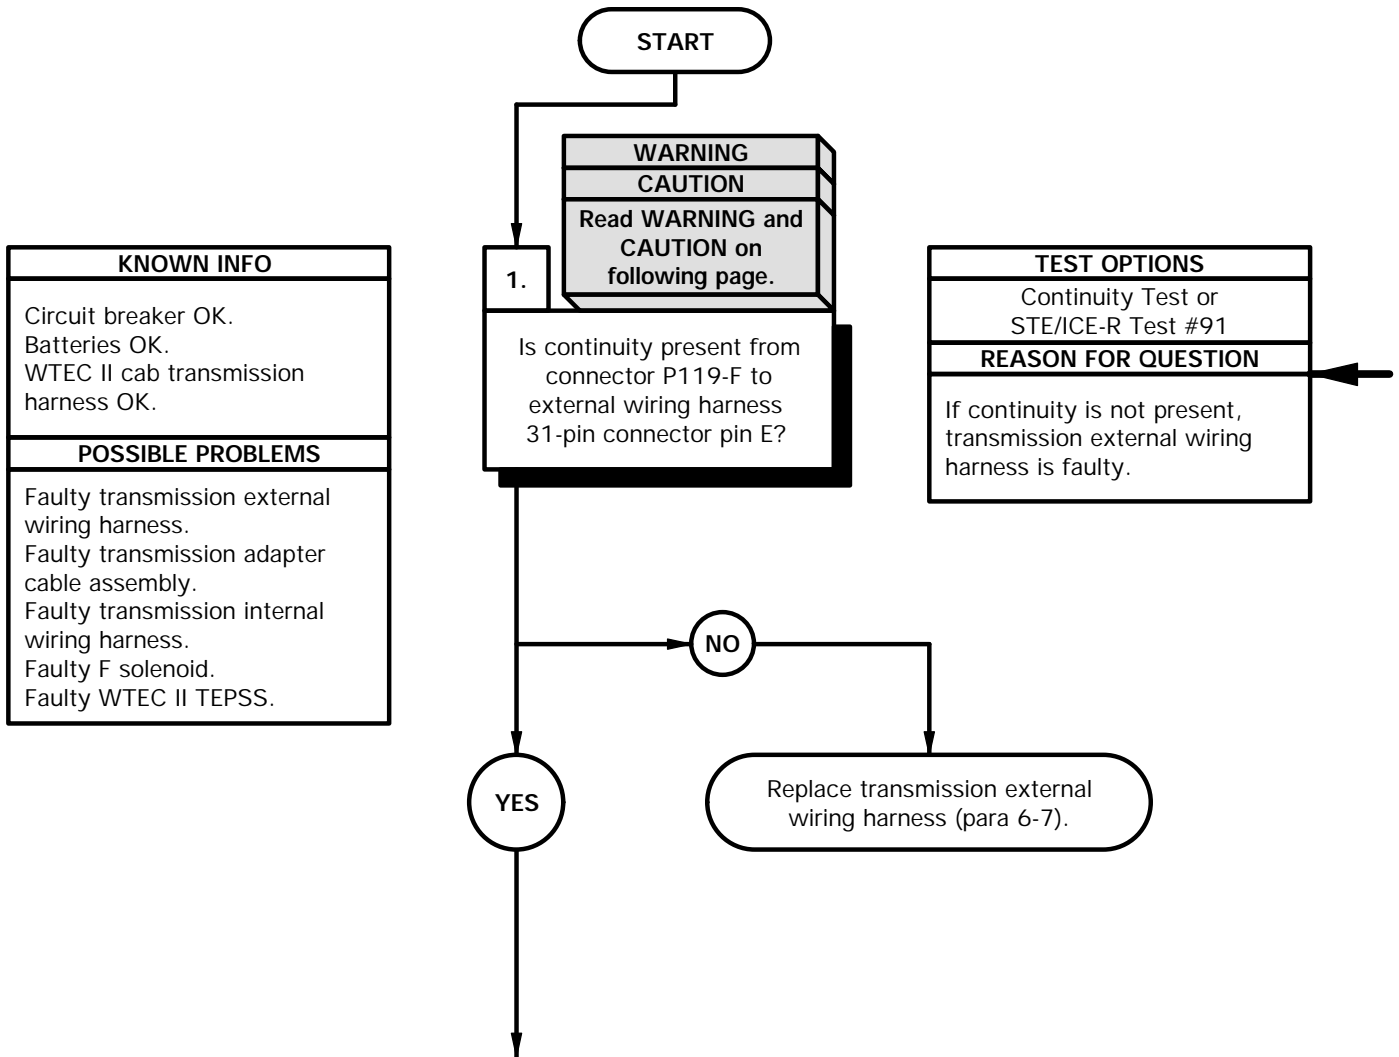 START
WARNING
CAUTION
Read WARNING and
CAUTION on
following page.
1.
Is continuity present from
connector P119-F to
external wiring harness
31-pin connector pin E?
KNOWN INFO
Circuit breaker OK.
Batteries OK.
WTEC II cab transmission
harness OK.
POSSIBLE PROBLEMS
Faulty transmission external
wiring harness.
Faulty transmission adapter
cable assembly.
Faulty transmission internal
wiring harness.
Faulty F solenoid.
Faulty WTEC II TEPSS.
TEST OPTIONS
Continuity Test or
STE/ICE-R Test #91
REASON FOR QUESTION
If continuity is not present,
transmission external wiring
harness is faulty.
NO
YES
Replace transmission external
wiring harness (para 6-7).